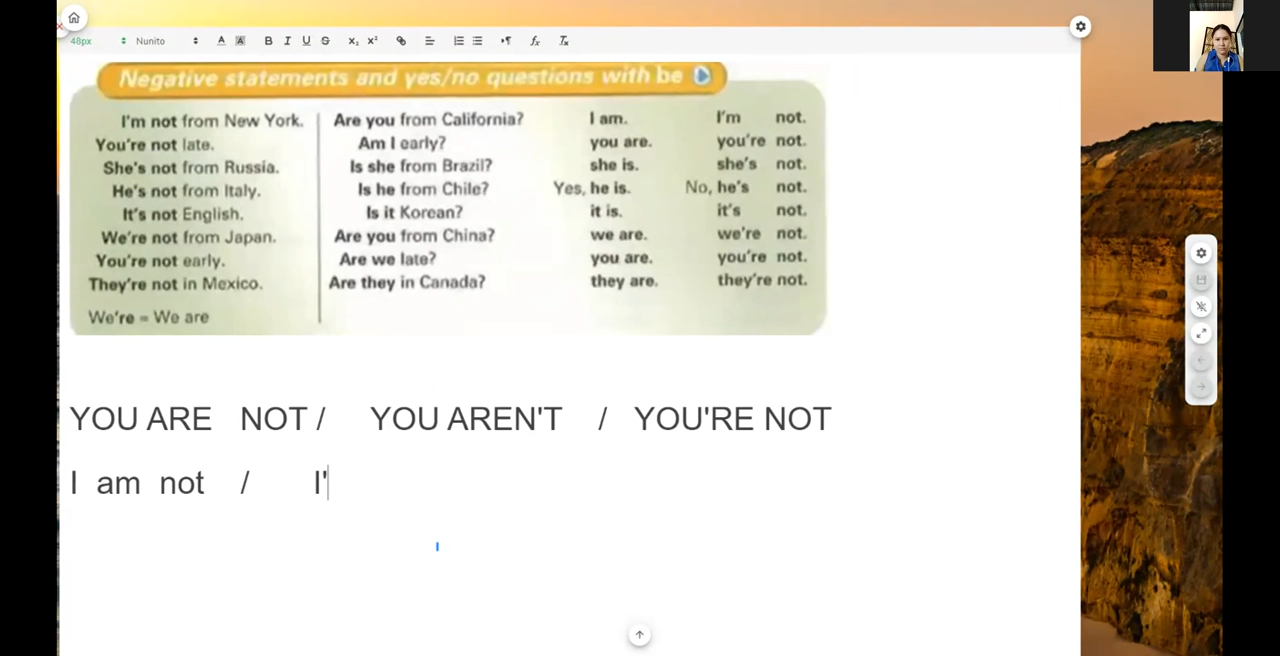 48px Nunito
Negative statements and yes/no questions with be
I'm not from New York. Are you from California? I am. I'm not.
You're not late. Am I early? you are. you're not.
She's not from Russia. Is she from Brazil? she is. she's not.
He's not from Italy. Is he from Chile? Yes, he is. No, he's not.
It's not English. Is it Korean? it is. it's not.
We're not from Japan. Are you from China? we are. we're not.
You're not early. Are we late? you are. you're not.
They're not in Mexico. Are they in Canada? they are. they're not.
We're = We are
YOU ARE NOT / YOU AREN'T / YOU'RE NOT
I am not / I'